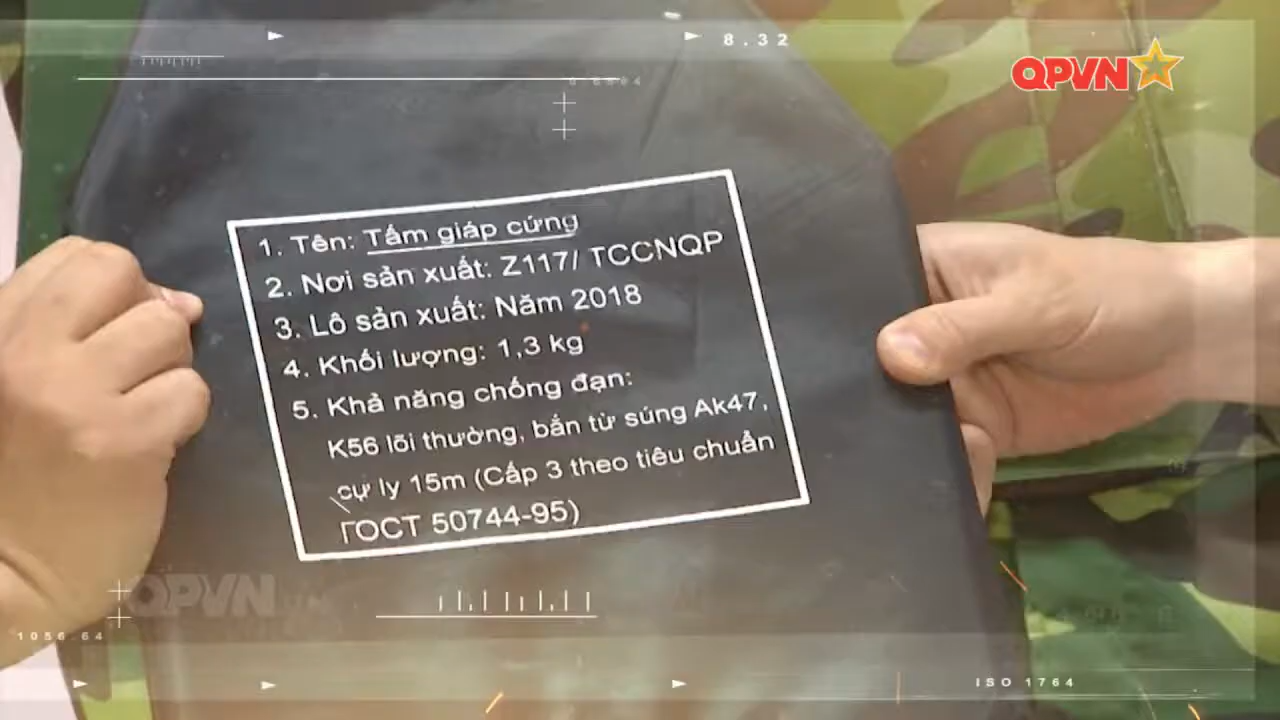 8.32
QPVN
1. Tên: Tấm giáp cứng
2. Nơi sản xuất: Z117/ TCCNQP
3. Lô sản xuất: Năm 2018
4. Khối lượng: 1,3 kg
5. Khả năng chống đạn:
K56 lõi thường, bắn từ súng Ak47,
cự ly 15m (Cấp 3 theo tiêu chuẩn
ГОСТ 50744-95)
QPVN
1056.64
ISO 1764